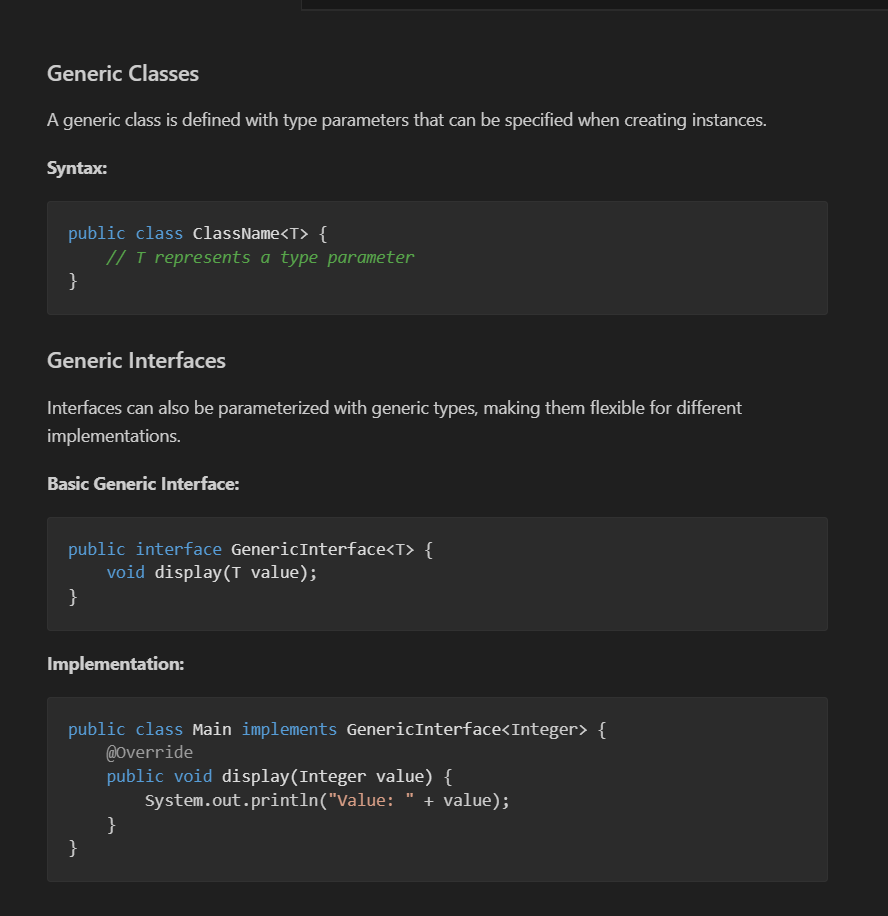 Generic Classes
A generic class is defined with type parameters that can be specified when creating instances.
Syntax:
public class ClassName<T> {
    // T represents a type parameter
}
Generic Interfaces
Interfaces can also be parameterized with generic types, making them flexible for different
implementations.
Basic Generic Interface:
public interface GenericInterface<T> {
    void display(T value);
}
Implementation:
public class Main implements GenericInterface<Integer> {
    @Override
    public void display(Integer value) {
        System.out.println("Value: " + value);
    }
}